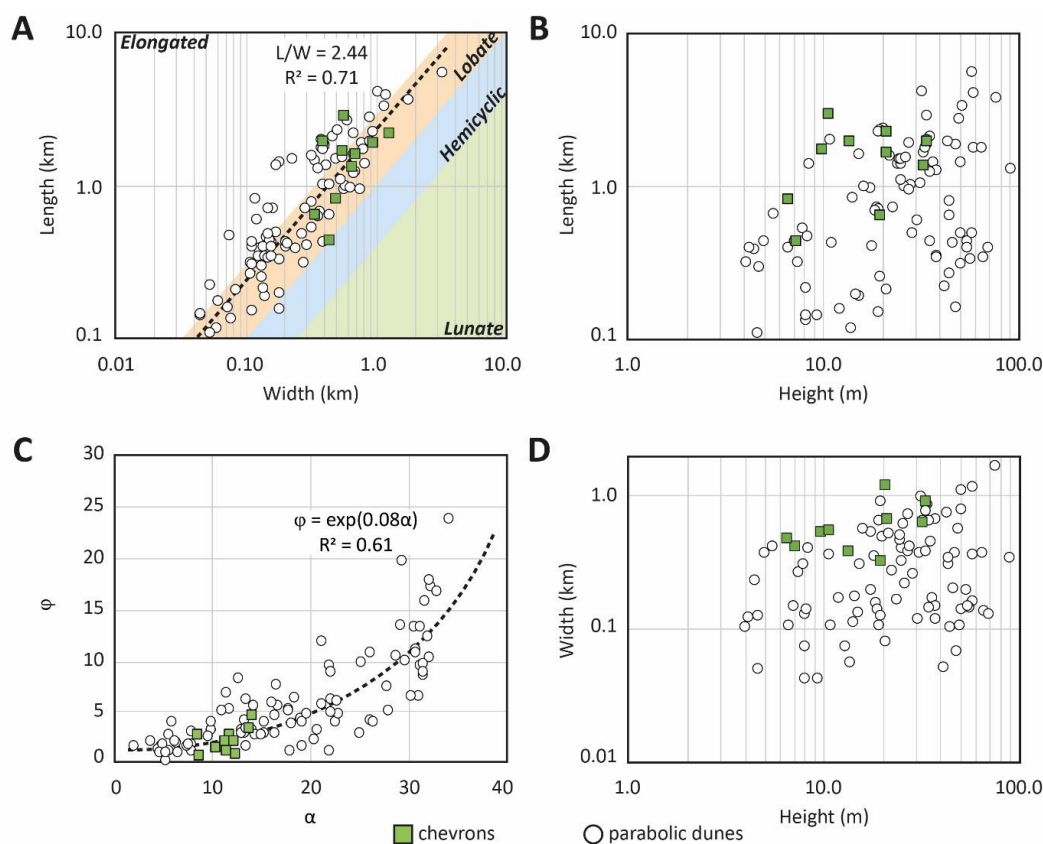 A
10.0
Elongated
L/W = 2.44
R² = 0.71
Lobate
Hemicyclic
Lunate
Length (km)
1.0
0.1
0.01
0.10
1.0
10.0
Width (km)
B
10.0
Length (km)
1.0
0.1
1.0
10.0
100.0
Height (m)
C
30
25
20
15
10
5
0
φ
φ = exp(0.08α)
R² = 0.61
0
10
20
30
40
α
D
1.0
Width (km)
0.1
0.01
1.0
10.0
100.0
Height (m)
chevrons
parabolic dunes